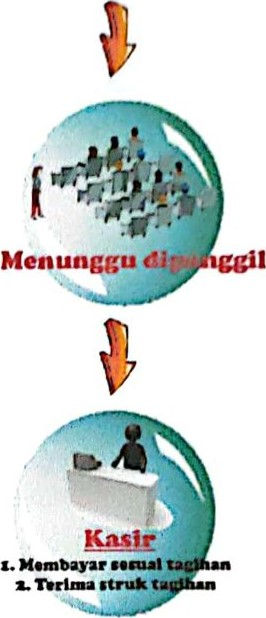 Menunggu dipanggil
Kasir
1. Membayar sesuai tagihan
2. Terima struk tagihan